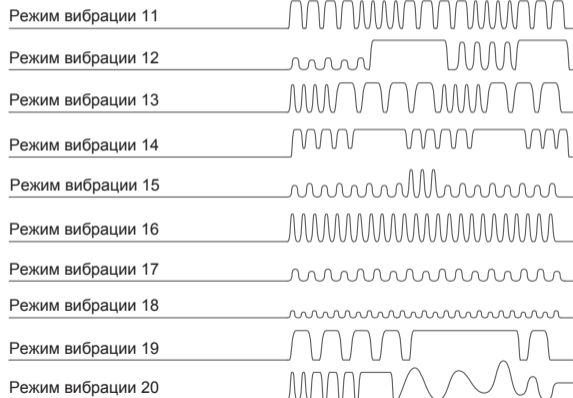 Режим вибрации 11
Режим вибрации 12
Режим вибрации 13
Режим вибрации 14
Режим вибрации 15
Режим вибрации 16
Режим вибрации 17
Режим вибрации 18
Режим вибрации 19
Режим вибрации 20